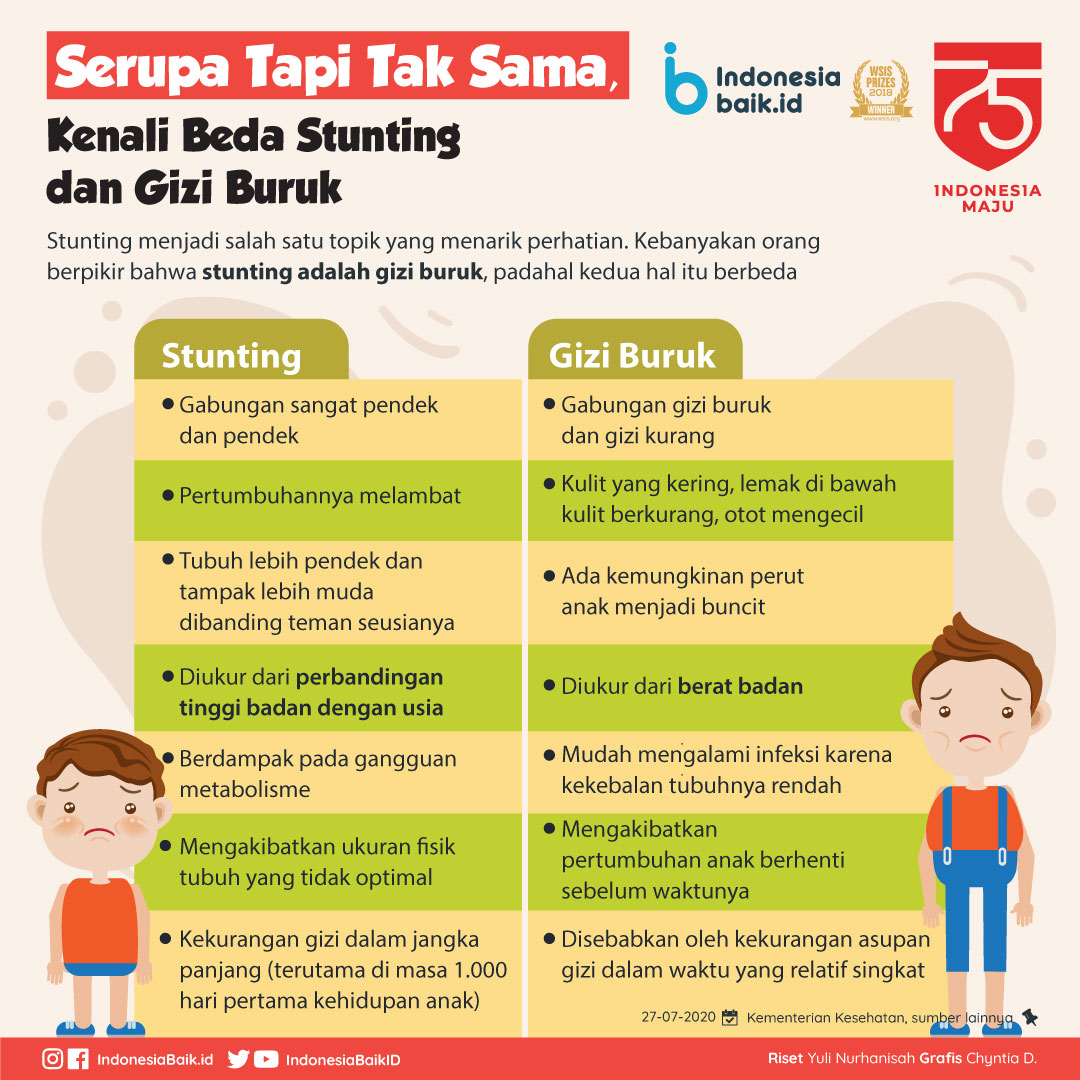 Serupa Tapi Tak Sama,
Kenali Beda Stunting
dan Gizi Buruk
Indonesia
baik.id
WSIS
PRIZES
2018
WINNER
www.wsis.org
75
INDONESIA
MAJU
Stunting menjadi salah satu topik yang menarik perhatian. Kebanyakan orang
berpikir bahwa stunting adalah gizi buruk, padahal kedua hal itu berbeda
Stunting
• Gabungan sangat pendek
dan pendek
• Pertumbuhannya melambat
• Tubuh lebih pendek dan
tampak lebih muda
dibanding teman seusianya
• Diukur dari perbandingan
tinggi badan dengan usia
• Berdampak pada gangguan
metabolisme
• Mengakibatkan ukuran fisik
tubuh yang tidak optimal
• Kekurangan gizi dalam jangka
panjang (terutama di masa 1.000
hari pertama kehidupan anak)
Gizi Buruk
• Gabungan gizi buruk
dan gizi kurang
• Kulit yang kering, lemak di bawah
kulit berkurang, otot mengecil
• Ada kemungkinan perut
anak menjadi buncit
• Diukur dari berat badan
• Mudah mengalami infeksi karena
kekebalan tubuhnya rendah
• Mengakibatkan
pertumbuhan anak berhenti
sebelum waktunya
• Disebabkan oleh kekurangan asupan
gizi dalam waktu yang relatif singkat
27-07-2020 Kementerian Kesehatan, sumber lainnya
IndonesiaBaik.id IndonesiaBaikID
Riset Yuli Nurhanisah Grafis Chyntia D.